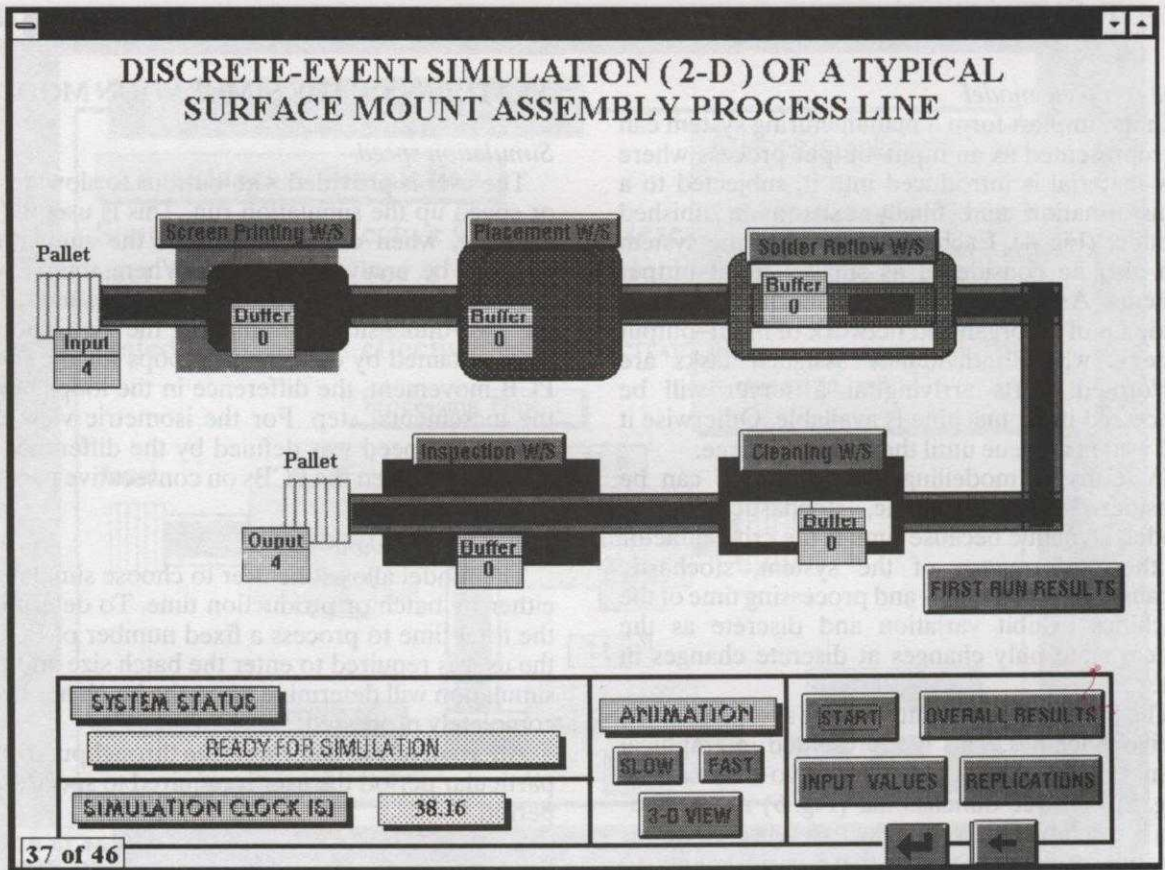 DISCRETE-EVENT SIMULATION ( 2-D ) OF A TYPICAL
SURFACE MOUNT ASSEMBLY PROCESS LINE
Screen Printing W/S
Placement W/S
Solder Reflow W/S
Pallet
Input
4
Buffer
0
Buffer
0
Buffer
0
Inspection W/S
Cleaning W/S
Pallet
Ouput
4
Buffer
0
Buffer
0
FIRST RUN RESULTS
SYSTEM STATUS
READY FOR SIMULATION
SIMULATION CLOCK (S)
38.16
ANIMATION
SLOW
FAST
3-D VIEW
START
OVERALL RESULTS
INPUT VALUES
REPLICATIONS
37 of 46